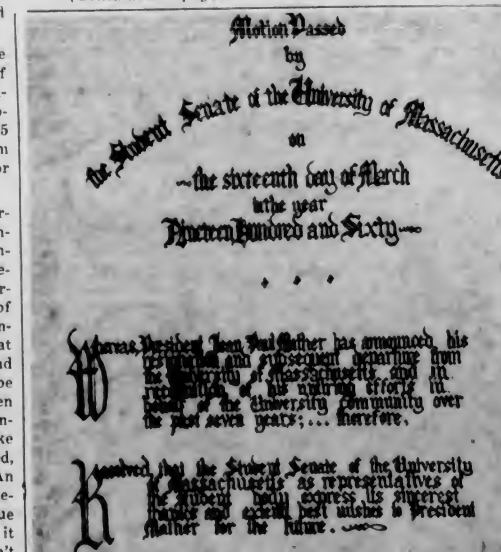 Motion Passed
by
the Student Senate of the University of Massachusetts
on
the sixteenth day of March
in the year
Nineteen Hundred and Sixty
Whereas, President Jean Paul Mather has announced his
resignation and subsequent departure from
the University of Massachusetts and in
recognition of his untiring efforts in
behalf of the University community over
the past seven years; ... therefore,
Resolved, that the Student Senate of the University
of Massachusetts as representatives of
the student body express its sincerest
thanks and extend best wishes to President
Mather for the future.